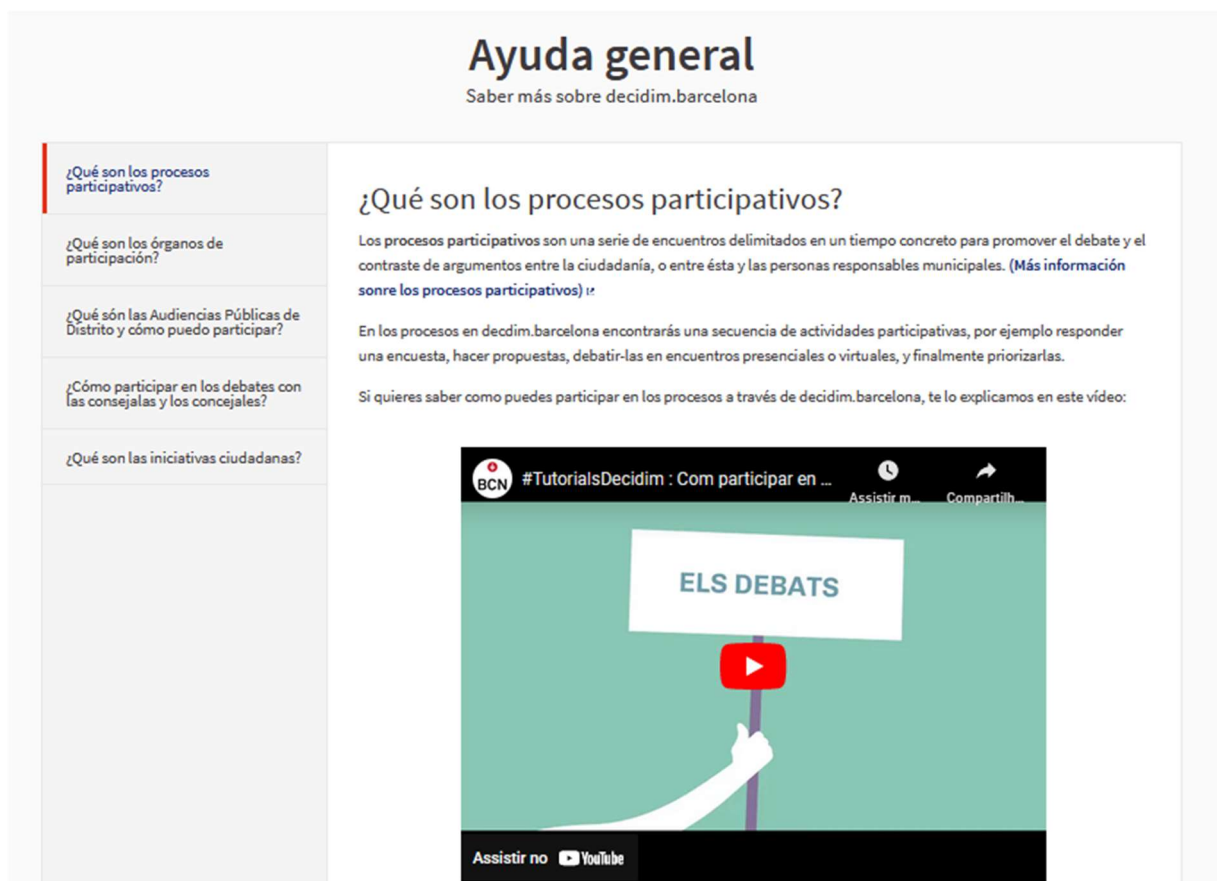 Ayuda general
Saber más sobre decidim.barcelona
¿Qué son los procesos
participativos?
¿Qué son los órganos de
participación?
¿Qué són las Audiencias Públicas de
Distrito y cómo puedo participar?
¿Cómo participar en los debates con
las consejalas y los concejales?
¿Qué son las iniciativas ciudadanas?
¿Qué son los procesos participativos?
Los procesos participativos son una serie de encuentros delimitados en un tiempo concreto para promover el debate y el
contraste de argumentos entre la ciudadanía, o entre ésta y las personas responsables municipales. (Más información
sonre los procesos participativos)
En los procesos en decdim.barcelona encontrarás una secuencia de actividades participativas, por ejemplo responder
una encuesta, hacer propuestas, debatir-las en encuentros presenciales o virtuales, y finalmente priorizarlas.
Si quieres saber como puedes participar en los procesos a través de decidim.barcelona, te lo explicamos en este vídeo:
BCN
#TutorialsDecidim : Com participar en ...
Assistir m...
Compartilh...
ELS DEBATS
Assistir no YouTube